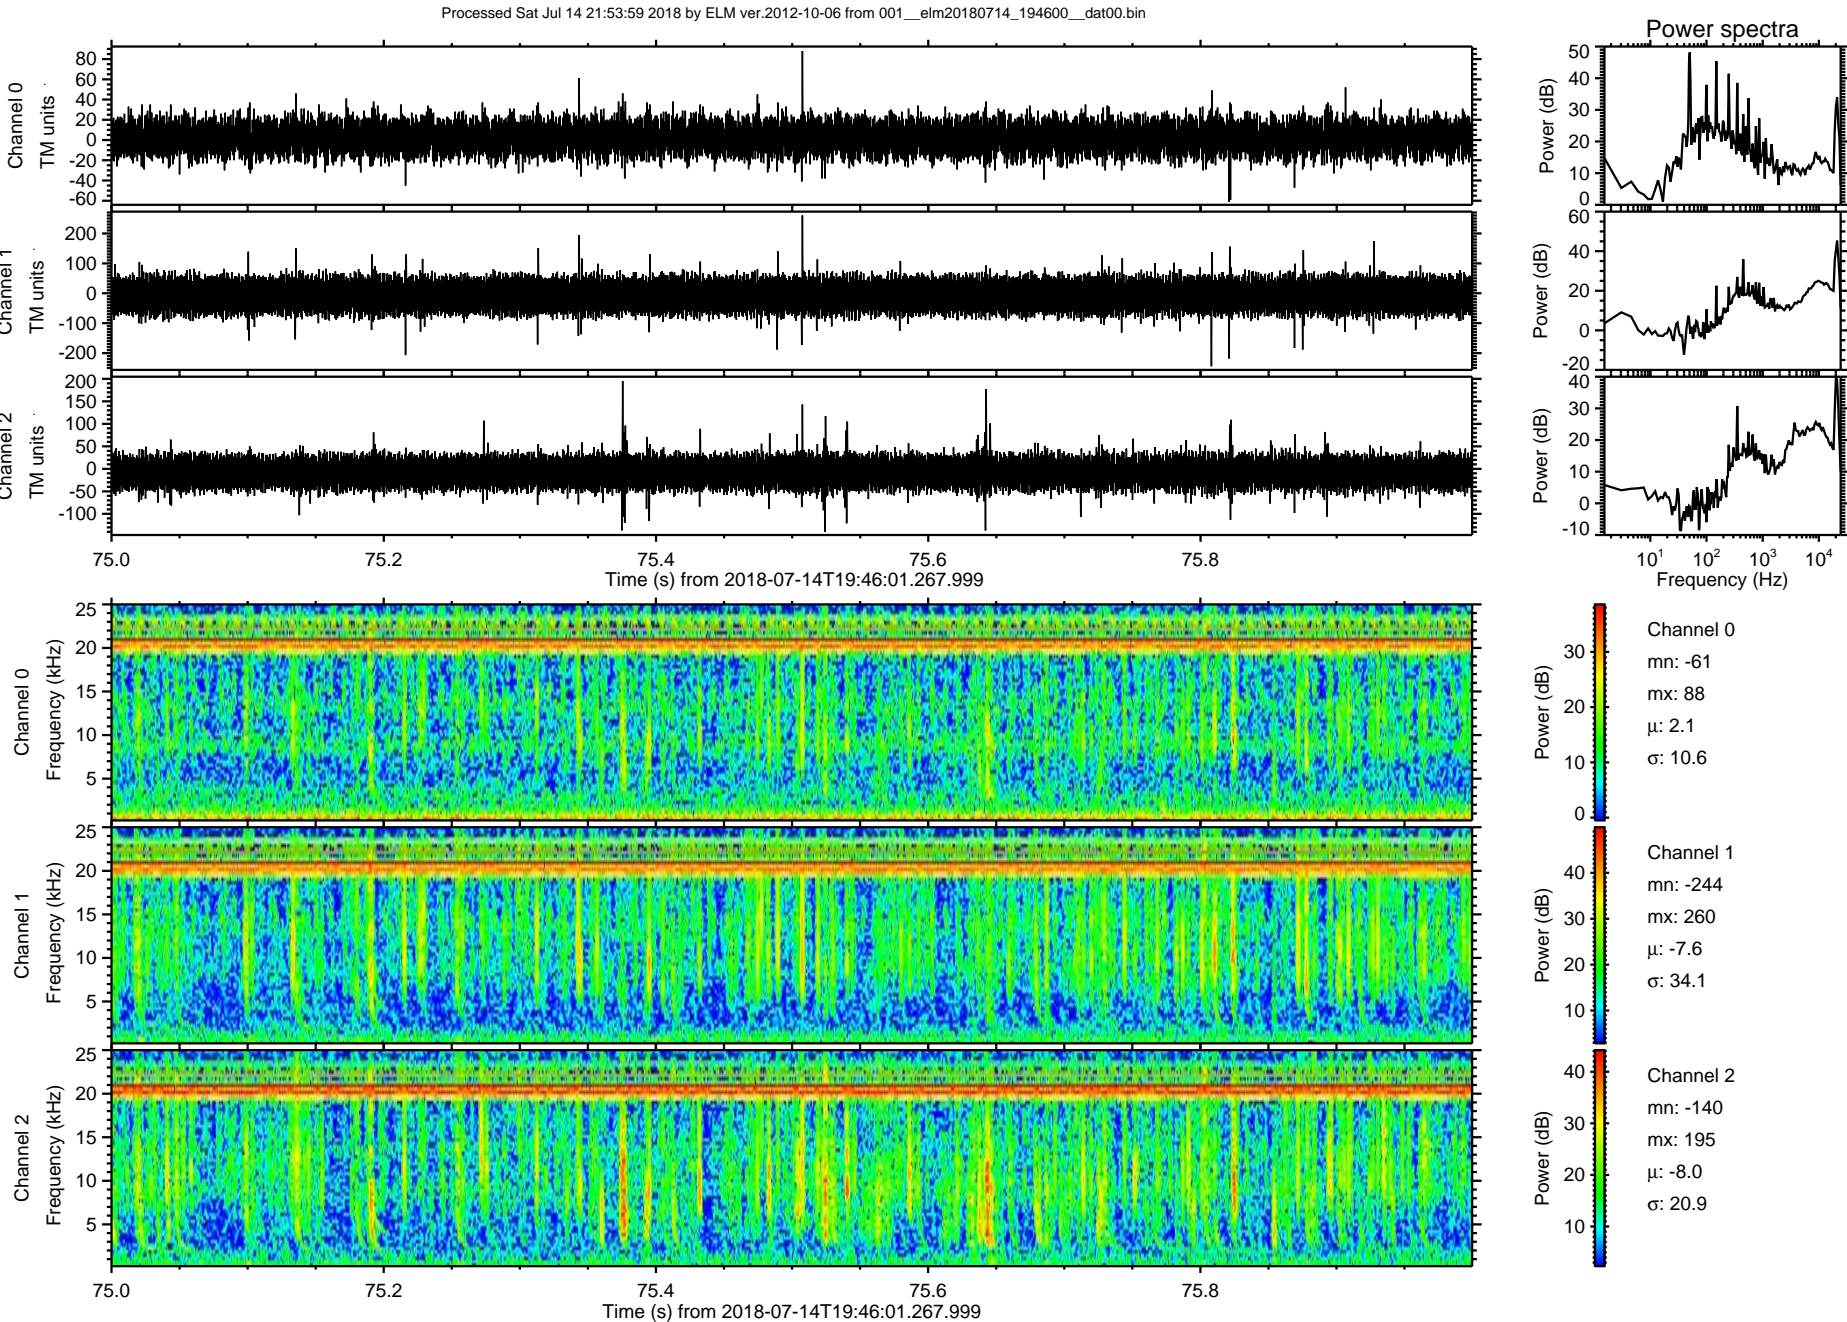 Processed Sat Jul 14 21:53:59 2018 by ELM ver.2012-10-06 from 001__elm20180714_194600__dat00.bin
Power spectra
Channel 0
TM units
80
60
40
20
0
-20
-40
-60
Power (dB)
50
40
30
20
10
0
Channel 1
TM units
200
100
0
-100
-200
Power (dB)
60
40
20
0
-20
Channel 2
TM units
200
150
100
50
0
-50
-100
Power (dB)
40
30
20
10
0
-10
75.0 75.2 75.4 75.6 75.8
Time (s) from 2018-07-14T19:46:01.267.999
10¹ 10² 10³ 10⁴
Frequency (Hz)
Channel 0
Frequency (kHz)
25
20
15
10
5
Power (dB)
30
20
10
0
Channel 0
mn: -61
mx: 88
μ: 2.1
σ: 10.6
Channel 1
Frequency (kHz)
25
20
15
10
5
Power (dB)
40
30
20
10
Channel 1
mn: -244
mx: 260
μ: -7.6
σ: 34.1
Channel 2
Frequency (kHz)
25
20
15
10
5
Power (dB)
40
30
20
10
Channel 2
mn: -140
mx: 195
μ: -8.0
σ: 20.9
75.0 75.2 75.4 75.6 75.8
Time (s) from 2018-07-14T19:46:01.267.999